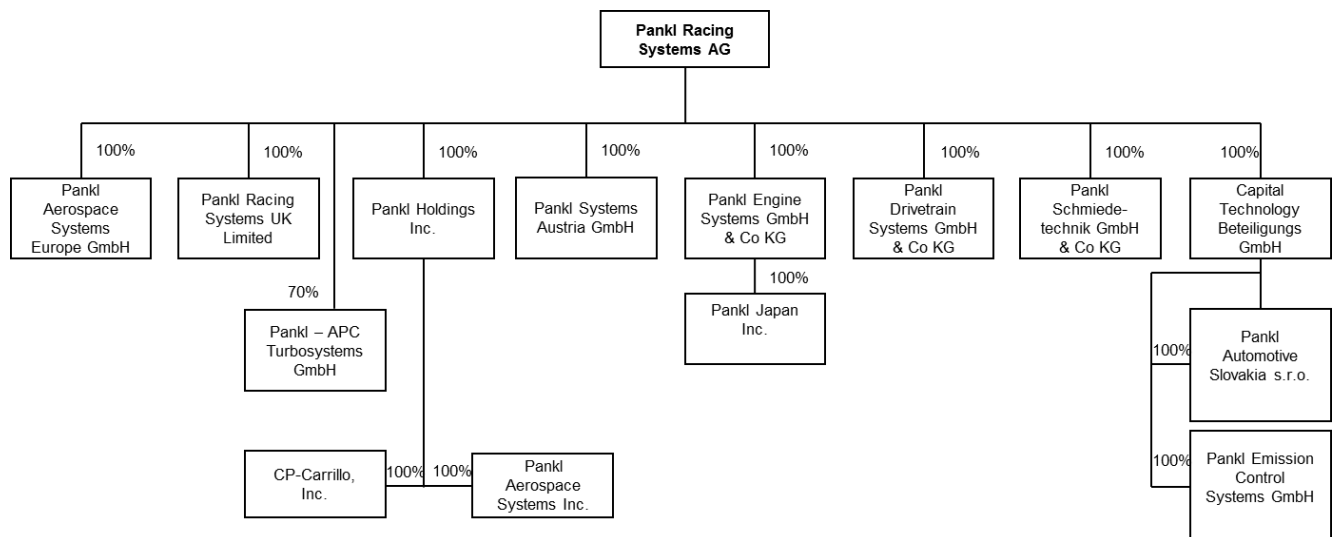 Pankl Racing
Systems AG
100%
100%
100%
100%
100%
100%
100%
100%
Pankl
Aerospace
Systems
Europe GmbH
Pankl Racing
Systems UK
Limited
Pankl Holdings
Inc.
Pankl Systems
Austria GmbH
Pankl Engine
Systems GmbH
& Co KG
Pankl
Drivetrain
Systems GmbH
& Co KG
Pankl
Schmiede-
technik GmbH
& Co KG
Capital
Technology
Beteiligungs
GmbH
70%
100%
Pankl – APC
Turbosystems
GmbH
Pankl Japan
Inc.
100%
Pankl
Automotive
Slovakia s.r.o.
CP-Carrillo,
Inc.
100%
100%
Pankl
Aerospace
Systems Inc.
100%
Pankl Emission
Control
Systems GmbH